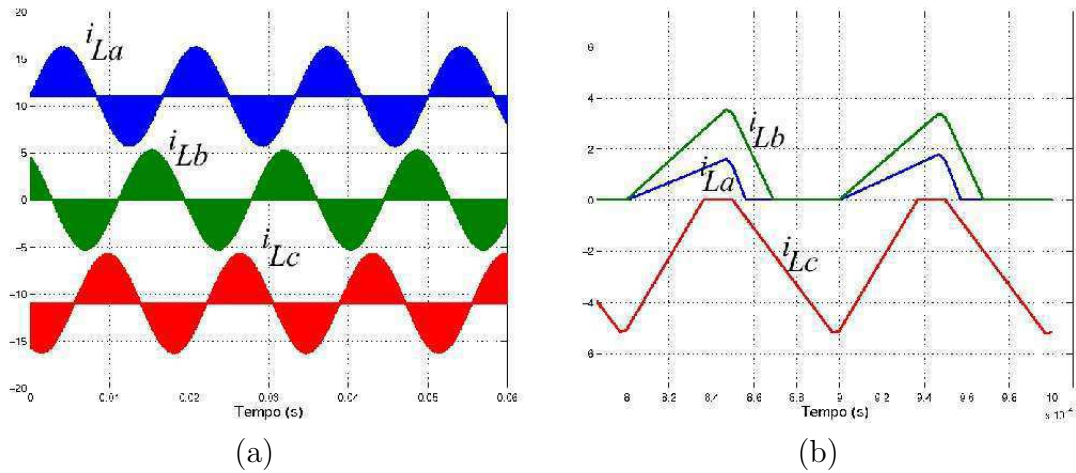 20
15
10
5
0
-5
-10
-15
-20
i_La
i_Lb
i_Lc
0 0.01 0.02 0.03 0.04 0.05 0.06
Tempo (s)
(a)
6
4
2
0
-2
-4
6
i_Lb
i_La
i_Lc
8 8.4 8.6 8.8 9 9.2 9.4 9.6 9.8 10
Tempo (s)
x 10^-4
(b)